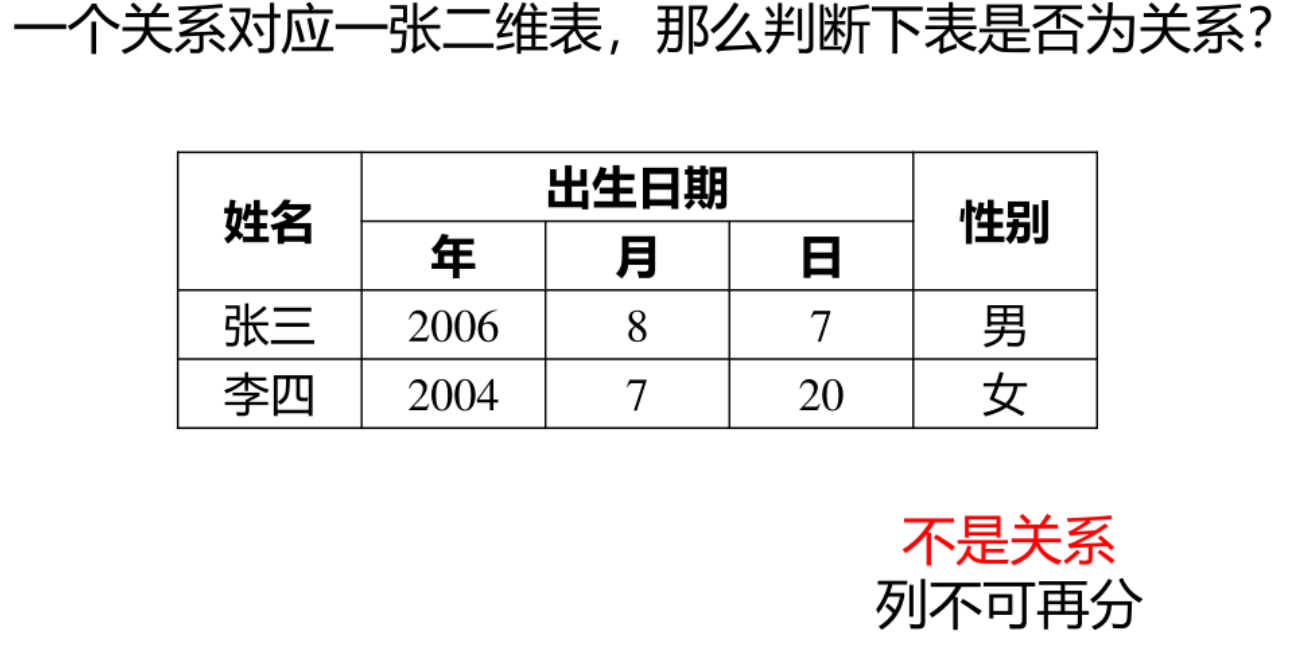 一个关系对应一张二维表，那么判断下表是否为关系?
姓名 出生日期 性别
年 月 日
张三 2006 8 7 男
李四 2004 7 20 女
不是关系
列不可再分